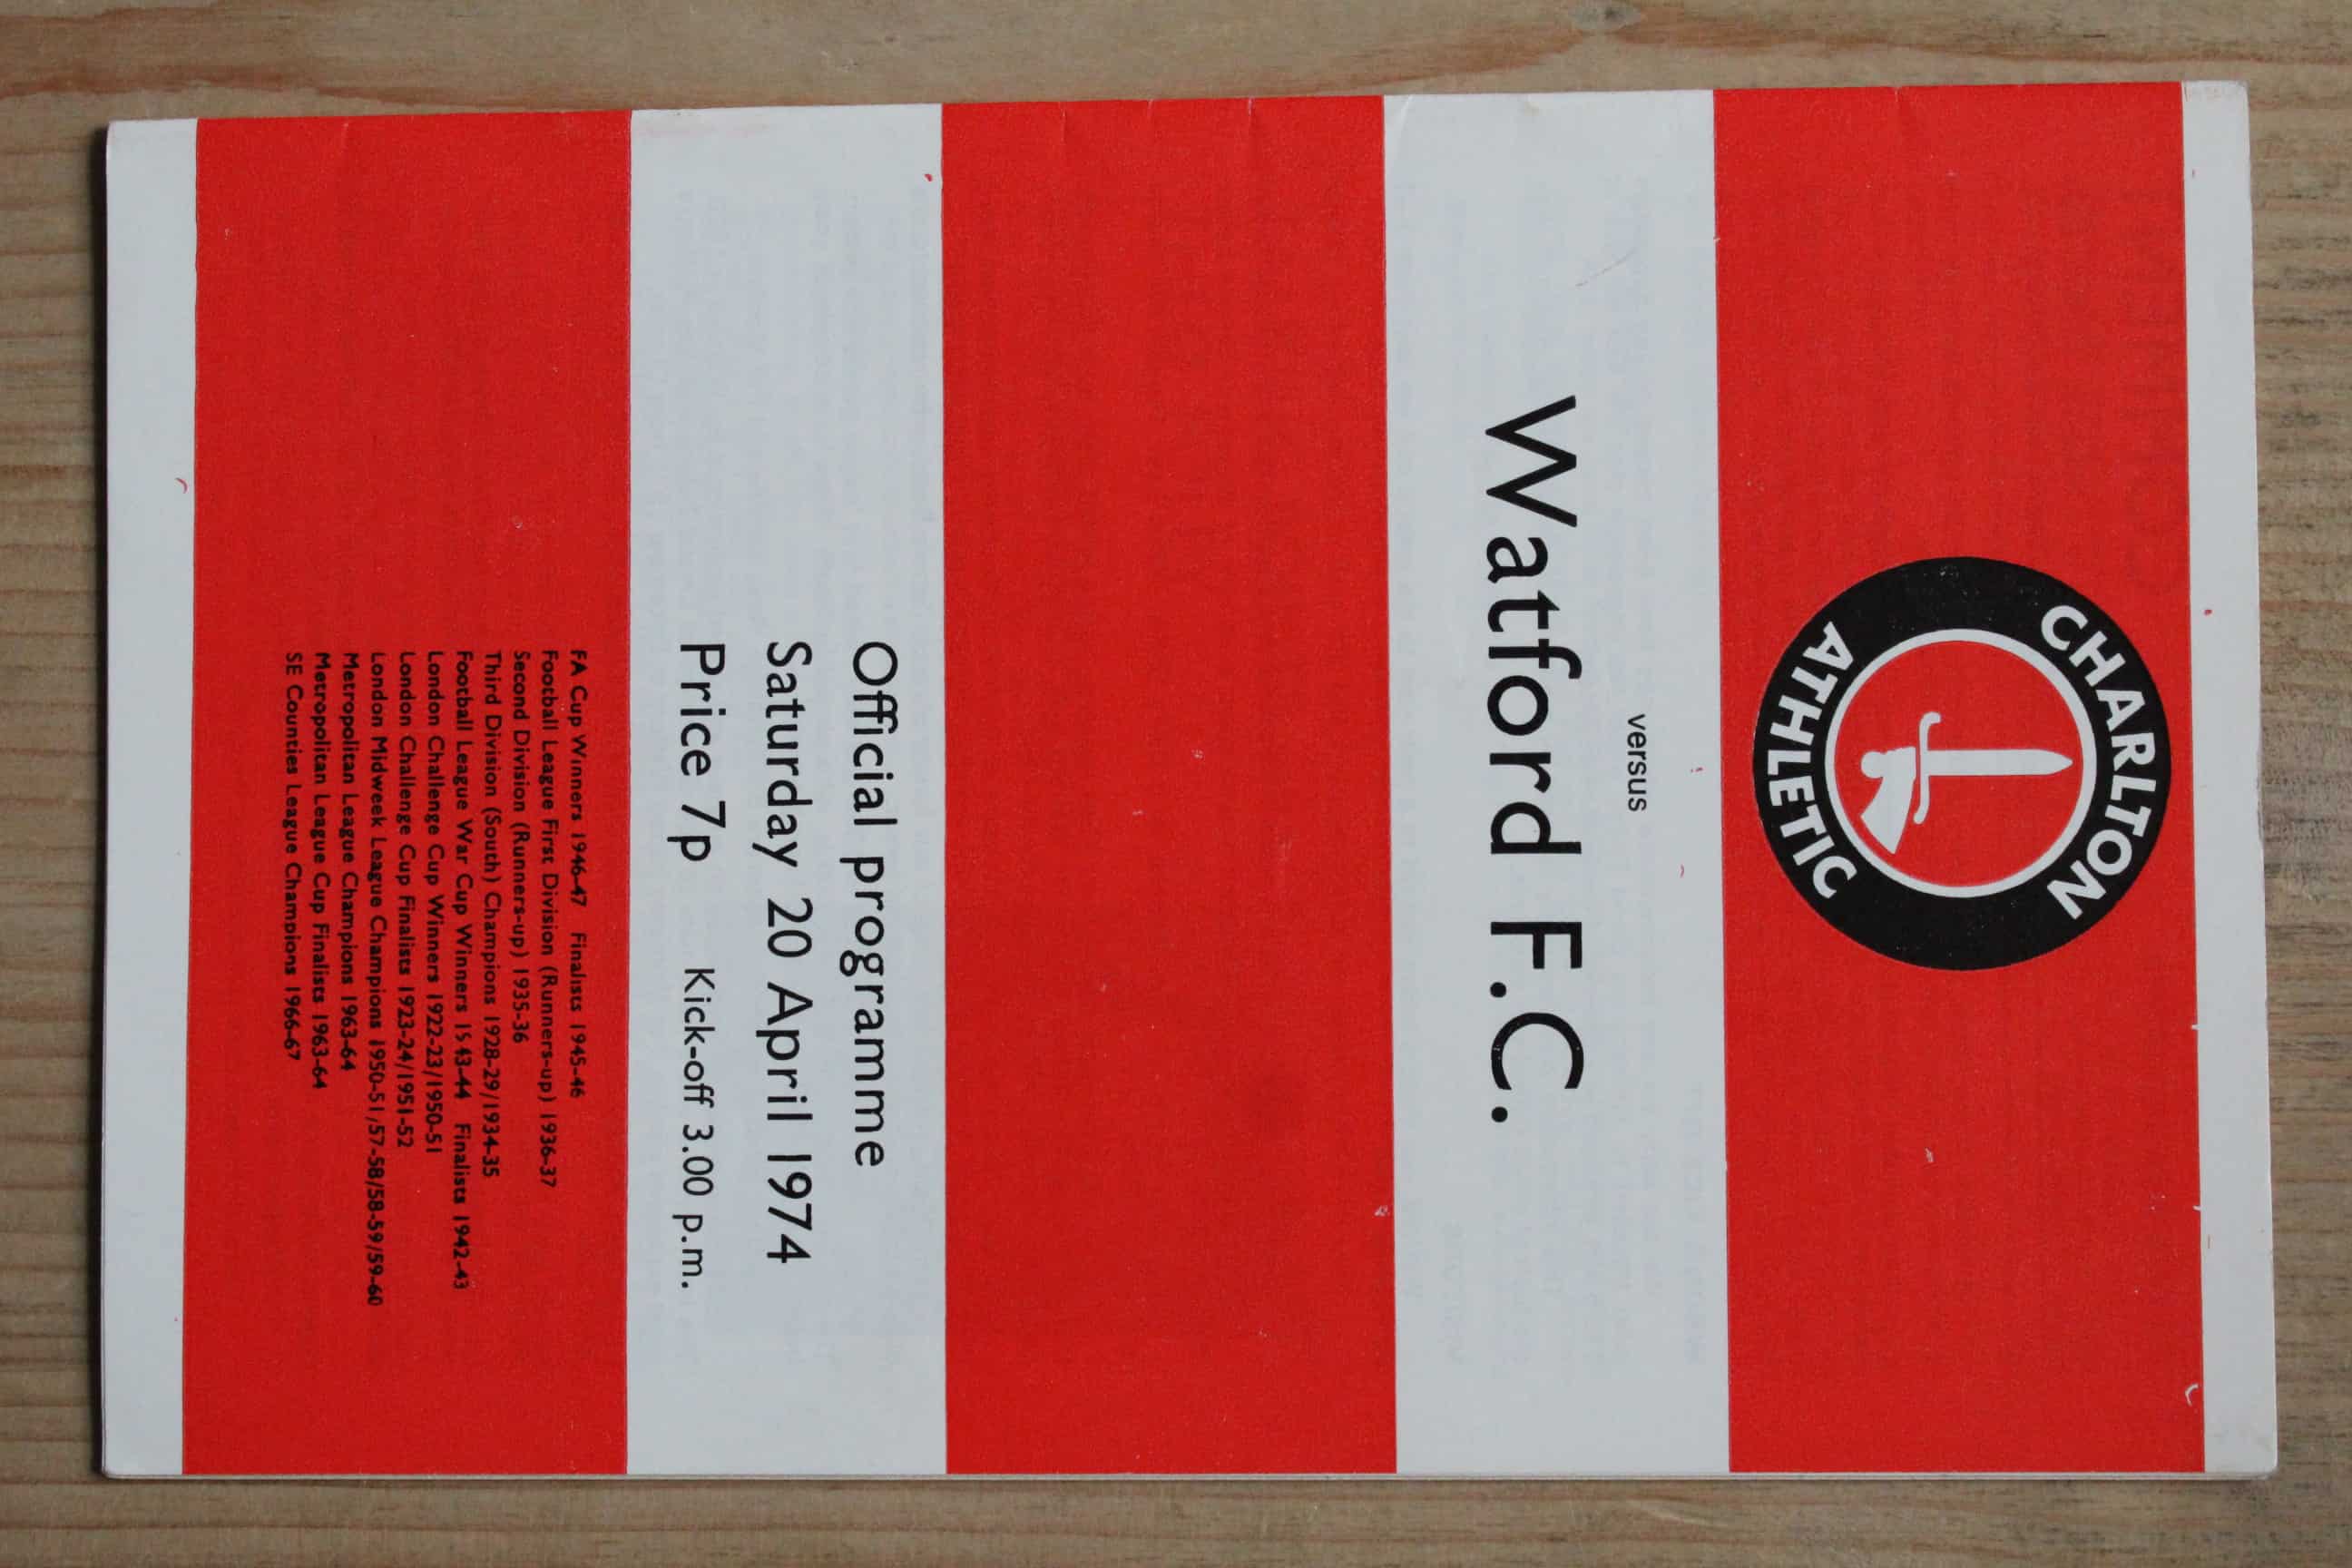 CHARLTON
ATHLETIC
versus
Watford F.C.
Official programme
Saturday 20 April 1974
Price 7p Kick-off 3.00 p.m.
FA Cup Winners 1946-47 Finalists 1945-46
Football League First Division (Runners-up) 1936-37
Second Division (Runners-up) 1935-36
Third Division (South) Champions 1928-29/1934-35
Football League War Cup Winners 1943-44 Finalists 1942-43
London Challenge Cup Winners 1922-23/1950-51
London Challenge Cup Finalists 1923-24/1951-52
London Midweek League Champions 1950-51/57-58/58-59/59-60
Metropolitan League Champions 1963-64
Metropolitan League Cup Finalists 1963-64
SE Counties League Champions 1966-67